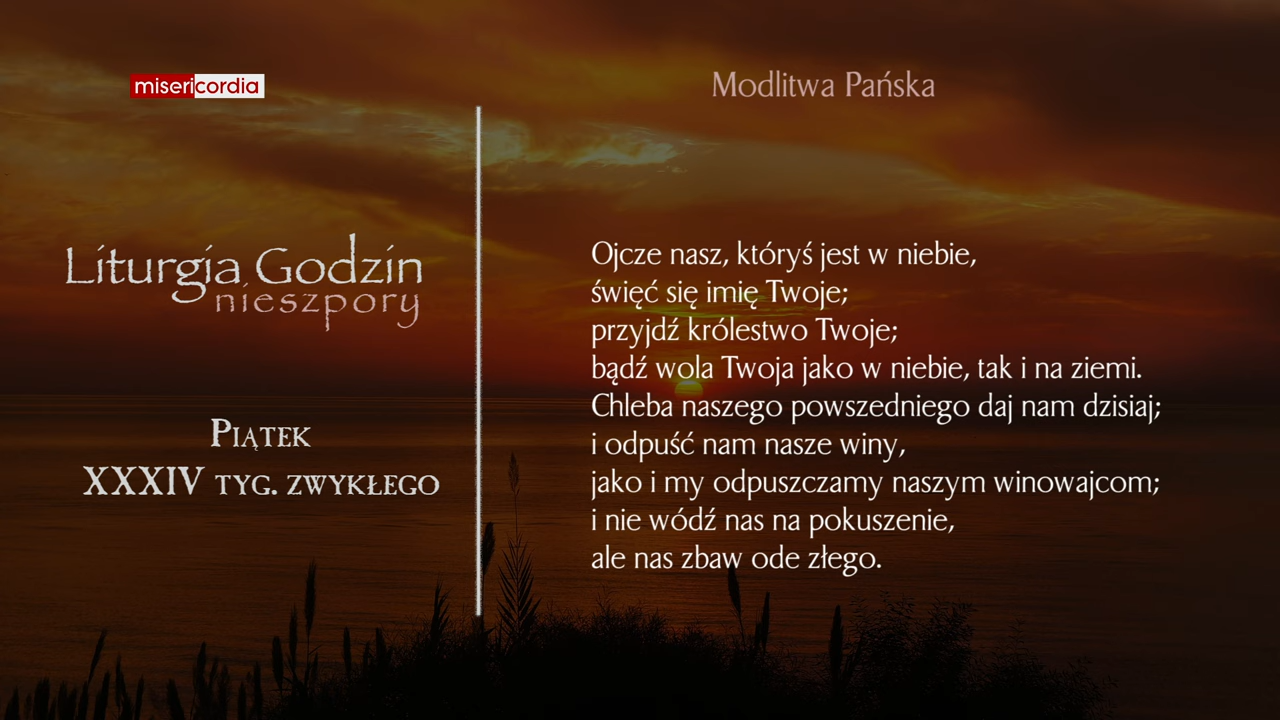 misericordia
Liturgia Godzin
nieszpory
Piątek
XXXIV tyg. zwykłego
Modlitwa Pańska
Ojcze nasz, któryś jest w niebie,
święć się imię Twoje;
przyjdź królestwo Twoje;
bądź wola Twoja jako w niebie, tak i na ziemi.
Chleba naszego powszedniego daj nam dzisiaj;
i odpuść nam nasze winy,
jako i my odpuszczamy naszym winowajcom;
i nie wódź nas na pokuszenie,
ale nas zbaw ode złego.